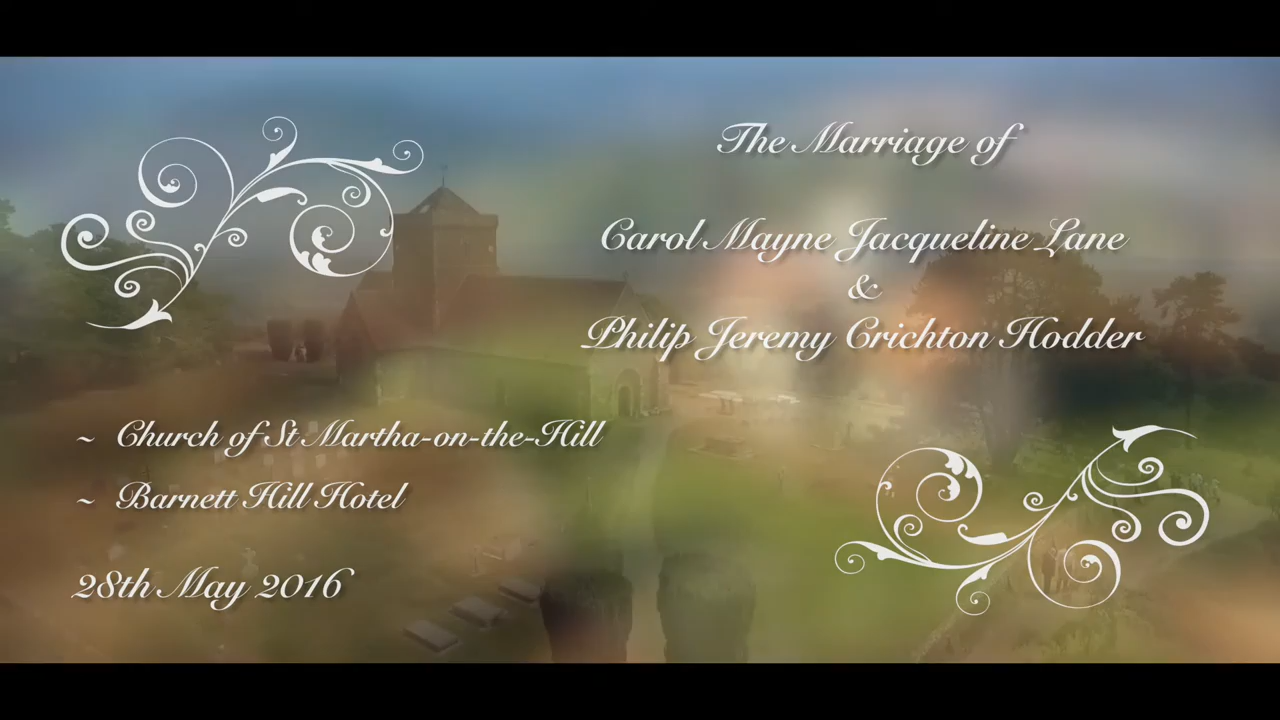 The Marriage of
Carol Mayne Jacqueline Lane
&
Philip Jeremy Crichton Hodder
~ Church of St Martha-on-the-Hill
~ Barnett Hill Hotel
28th May 2016